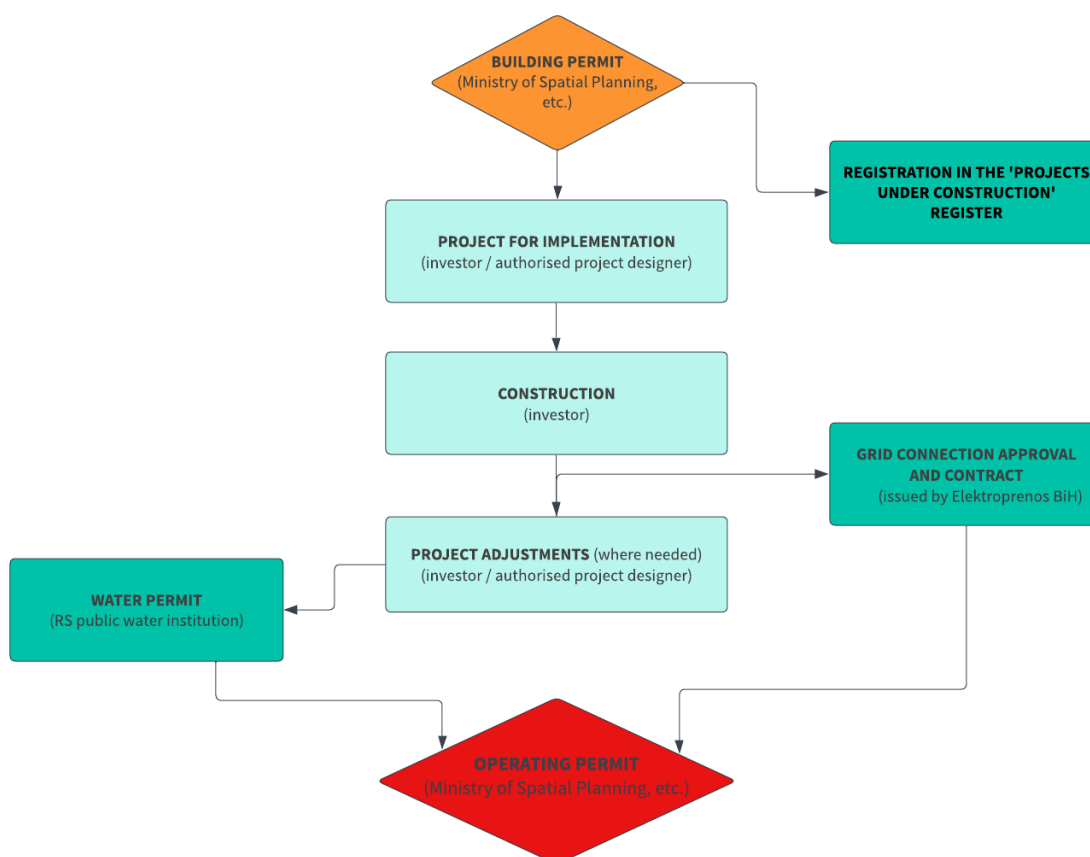 BUILDING PERMIT
(Ministry of Spatial Planning,
etc.)
REGISTRATION IN THE 'PROJECTS
UNDER CONSTRUCTION'
REGISTER
PROJECT FOR IMPLEMENTATION
(investor / authorised project designer)
CONSTRUCTION
(investor)
GRID CONNECTION APPROVAL
AND CONTRACT
(issued by Elektroprenos BiH)
PROJECT ADJUSTMENTS (where needed)
(investor / authorised project designer)
WATER PERMIT
(RS public water institution)
OPERATING PERMIT
(Ministry of Spatial Planning, etc.)